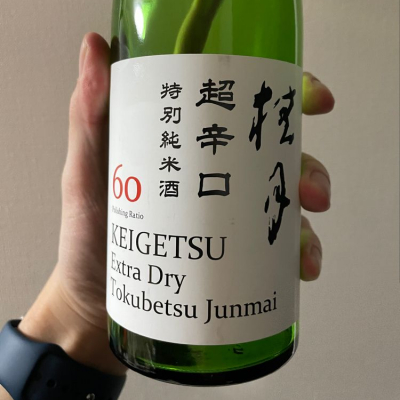 桂月
超辛口
特別純米酒
60
Polishing Ratio
KEIGETSU
Extra Dry
Tokubetsu Junmai